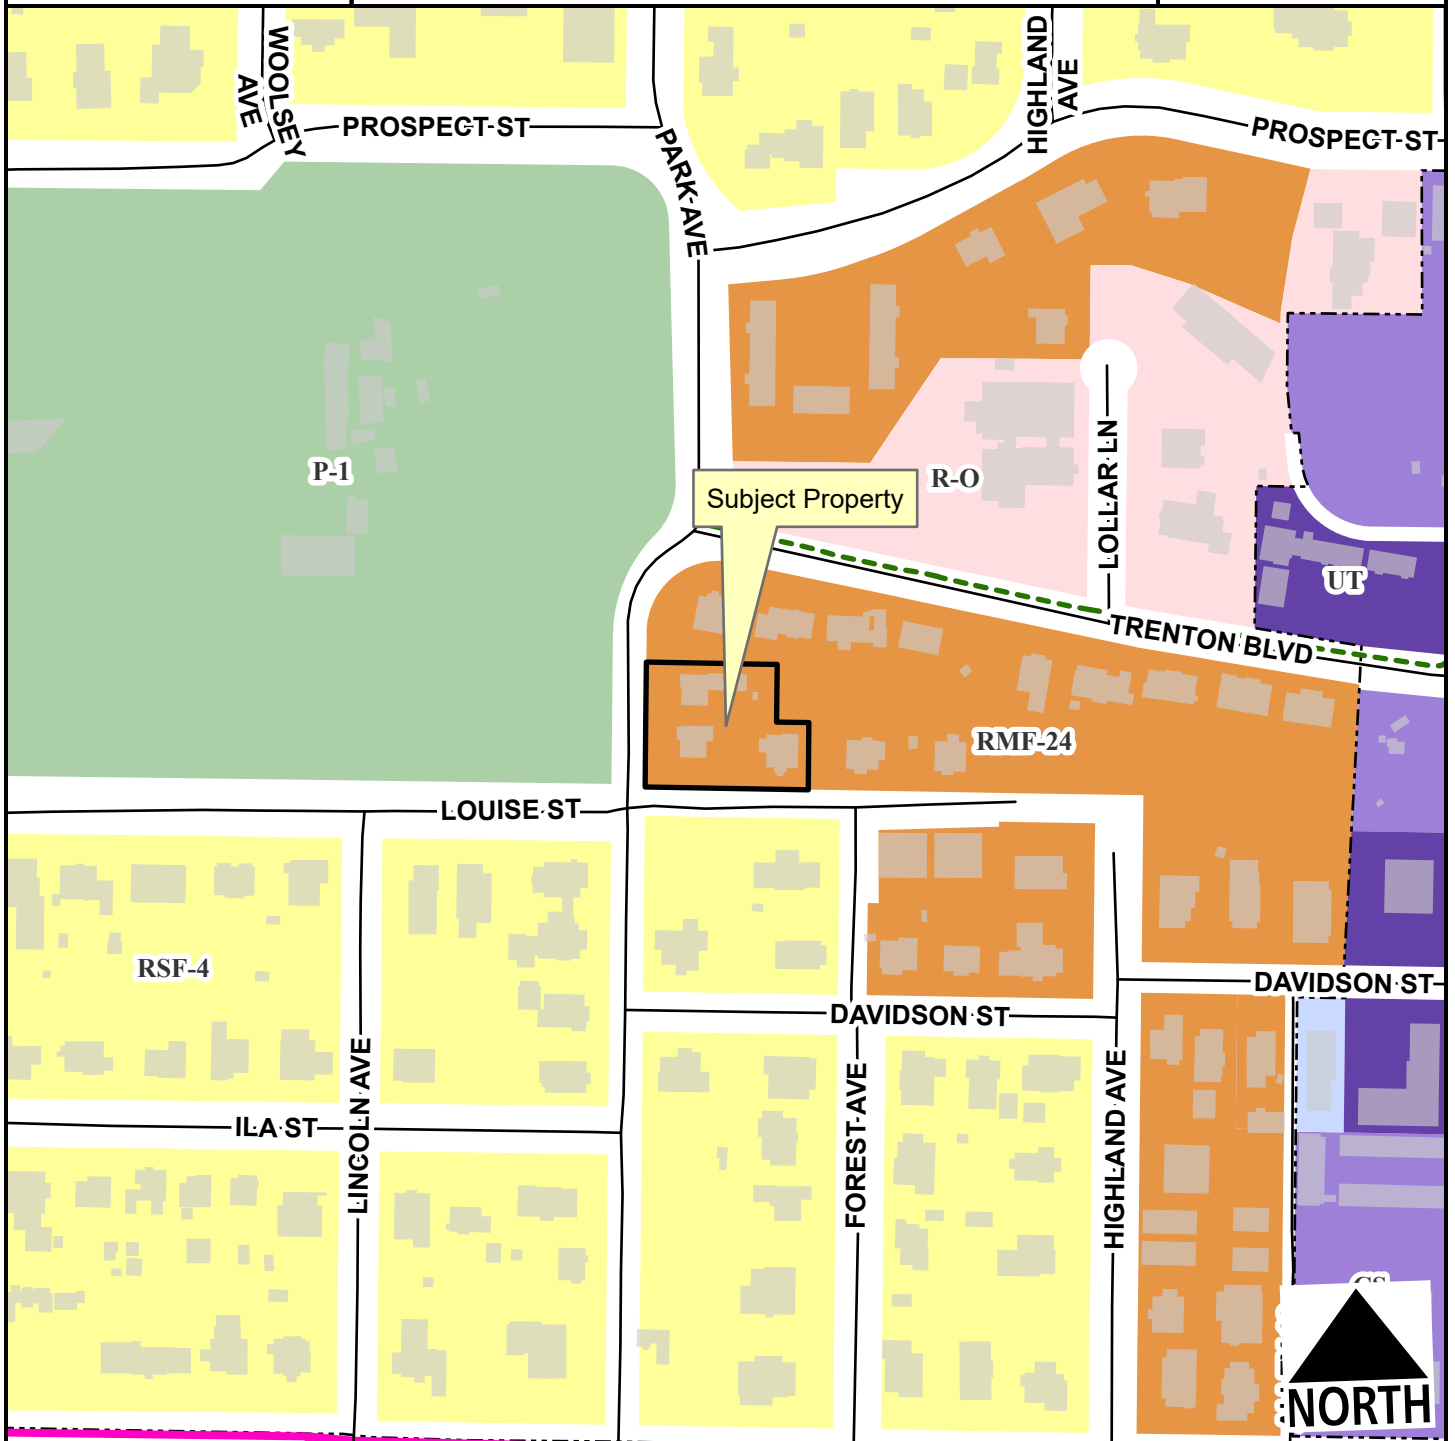 WOOLSEY
AVE
HIGHLAND
AVE
PROSPECT ST
PROSPECT ST
PARK AVE
P-1
R-O
Subject Property
LOLLAR LN
UT
TRENTON BLVD
RMF-24
LOUISE ST
RSF-4
DAVIDSON ST
DAVIDSON ST
LINCOLN AVE
FOREST AVE
HIGHLAND AVE
ILA ST
NORTH